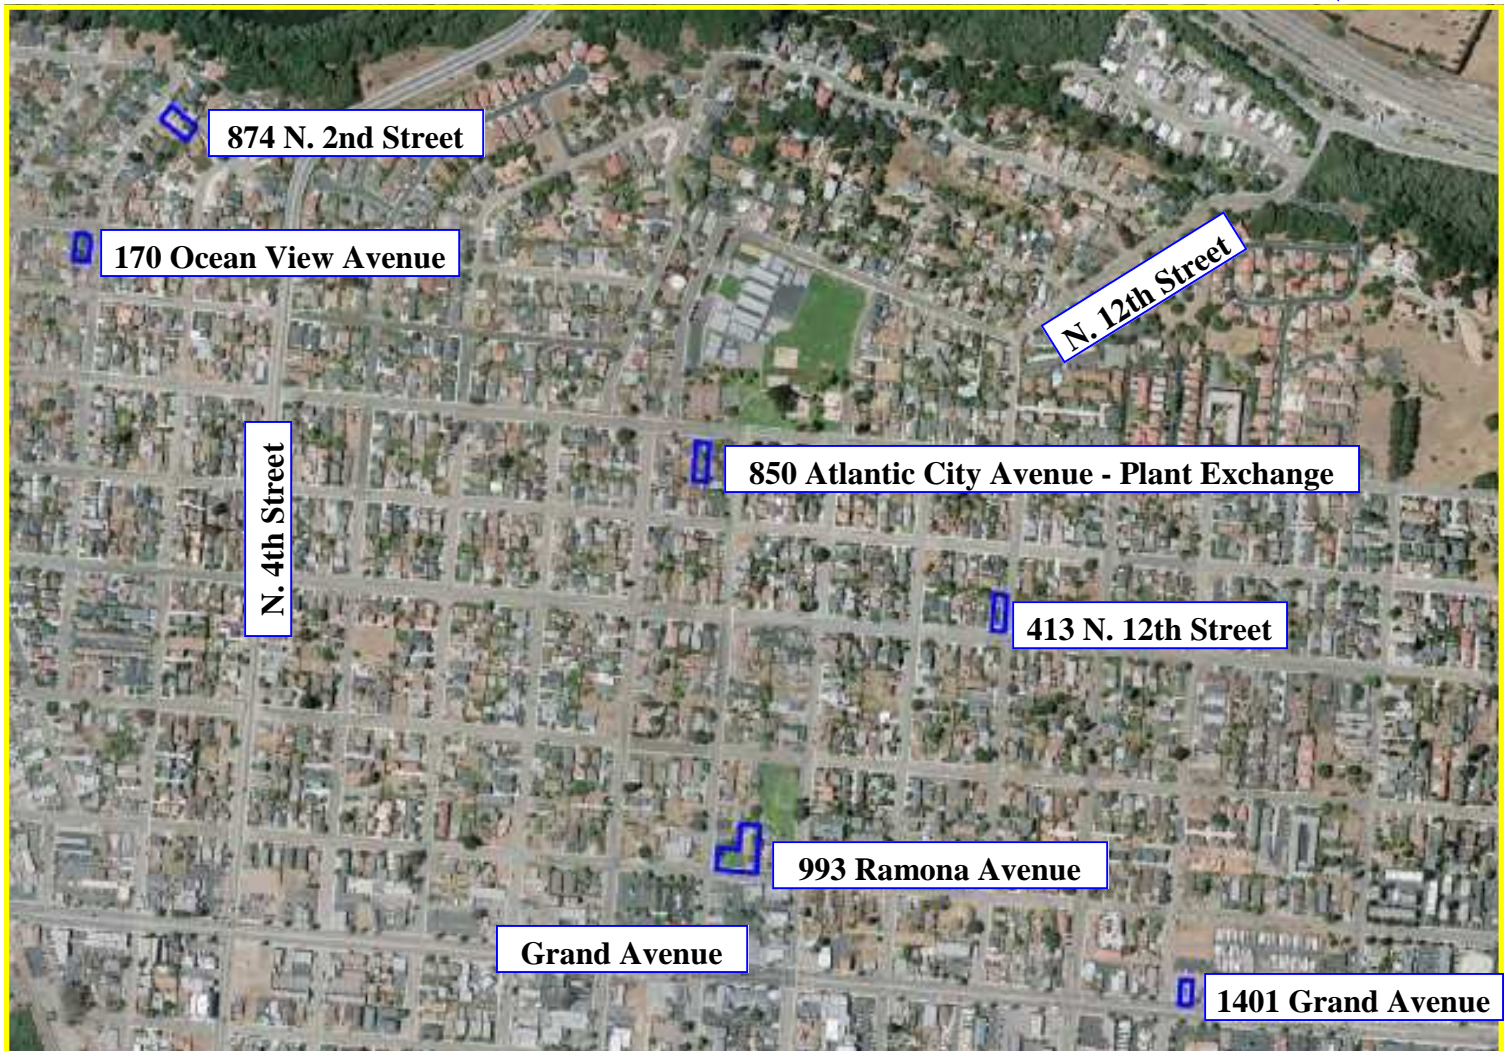 874 N. 2nd Street
170 Ocean View Avenue
N. 12th Street
N. 4th Street
850 Atlantic City Avenue - Plant Exchange
413 N. 12th Street
993 Ramona Avenue
Grand Avenue
1401 Grand Avenue